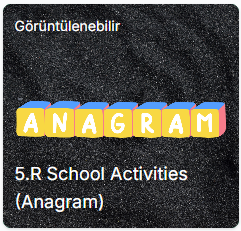 Görüntülenebilir
ANAGRAM
5.R School Activities
(Anagram)